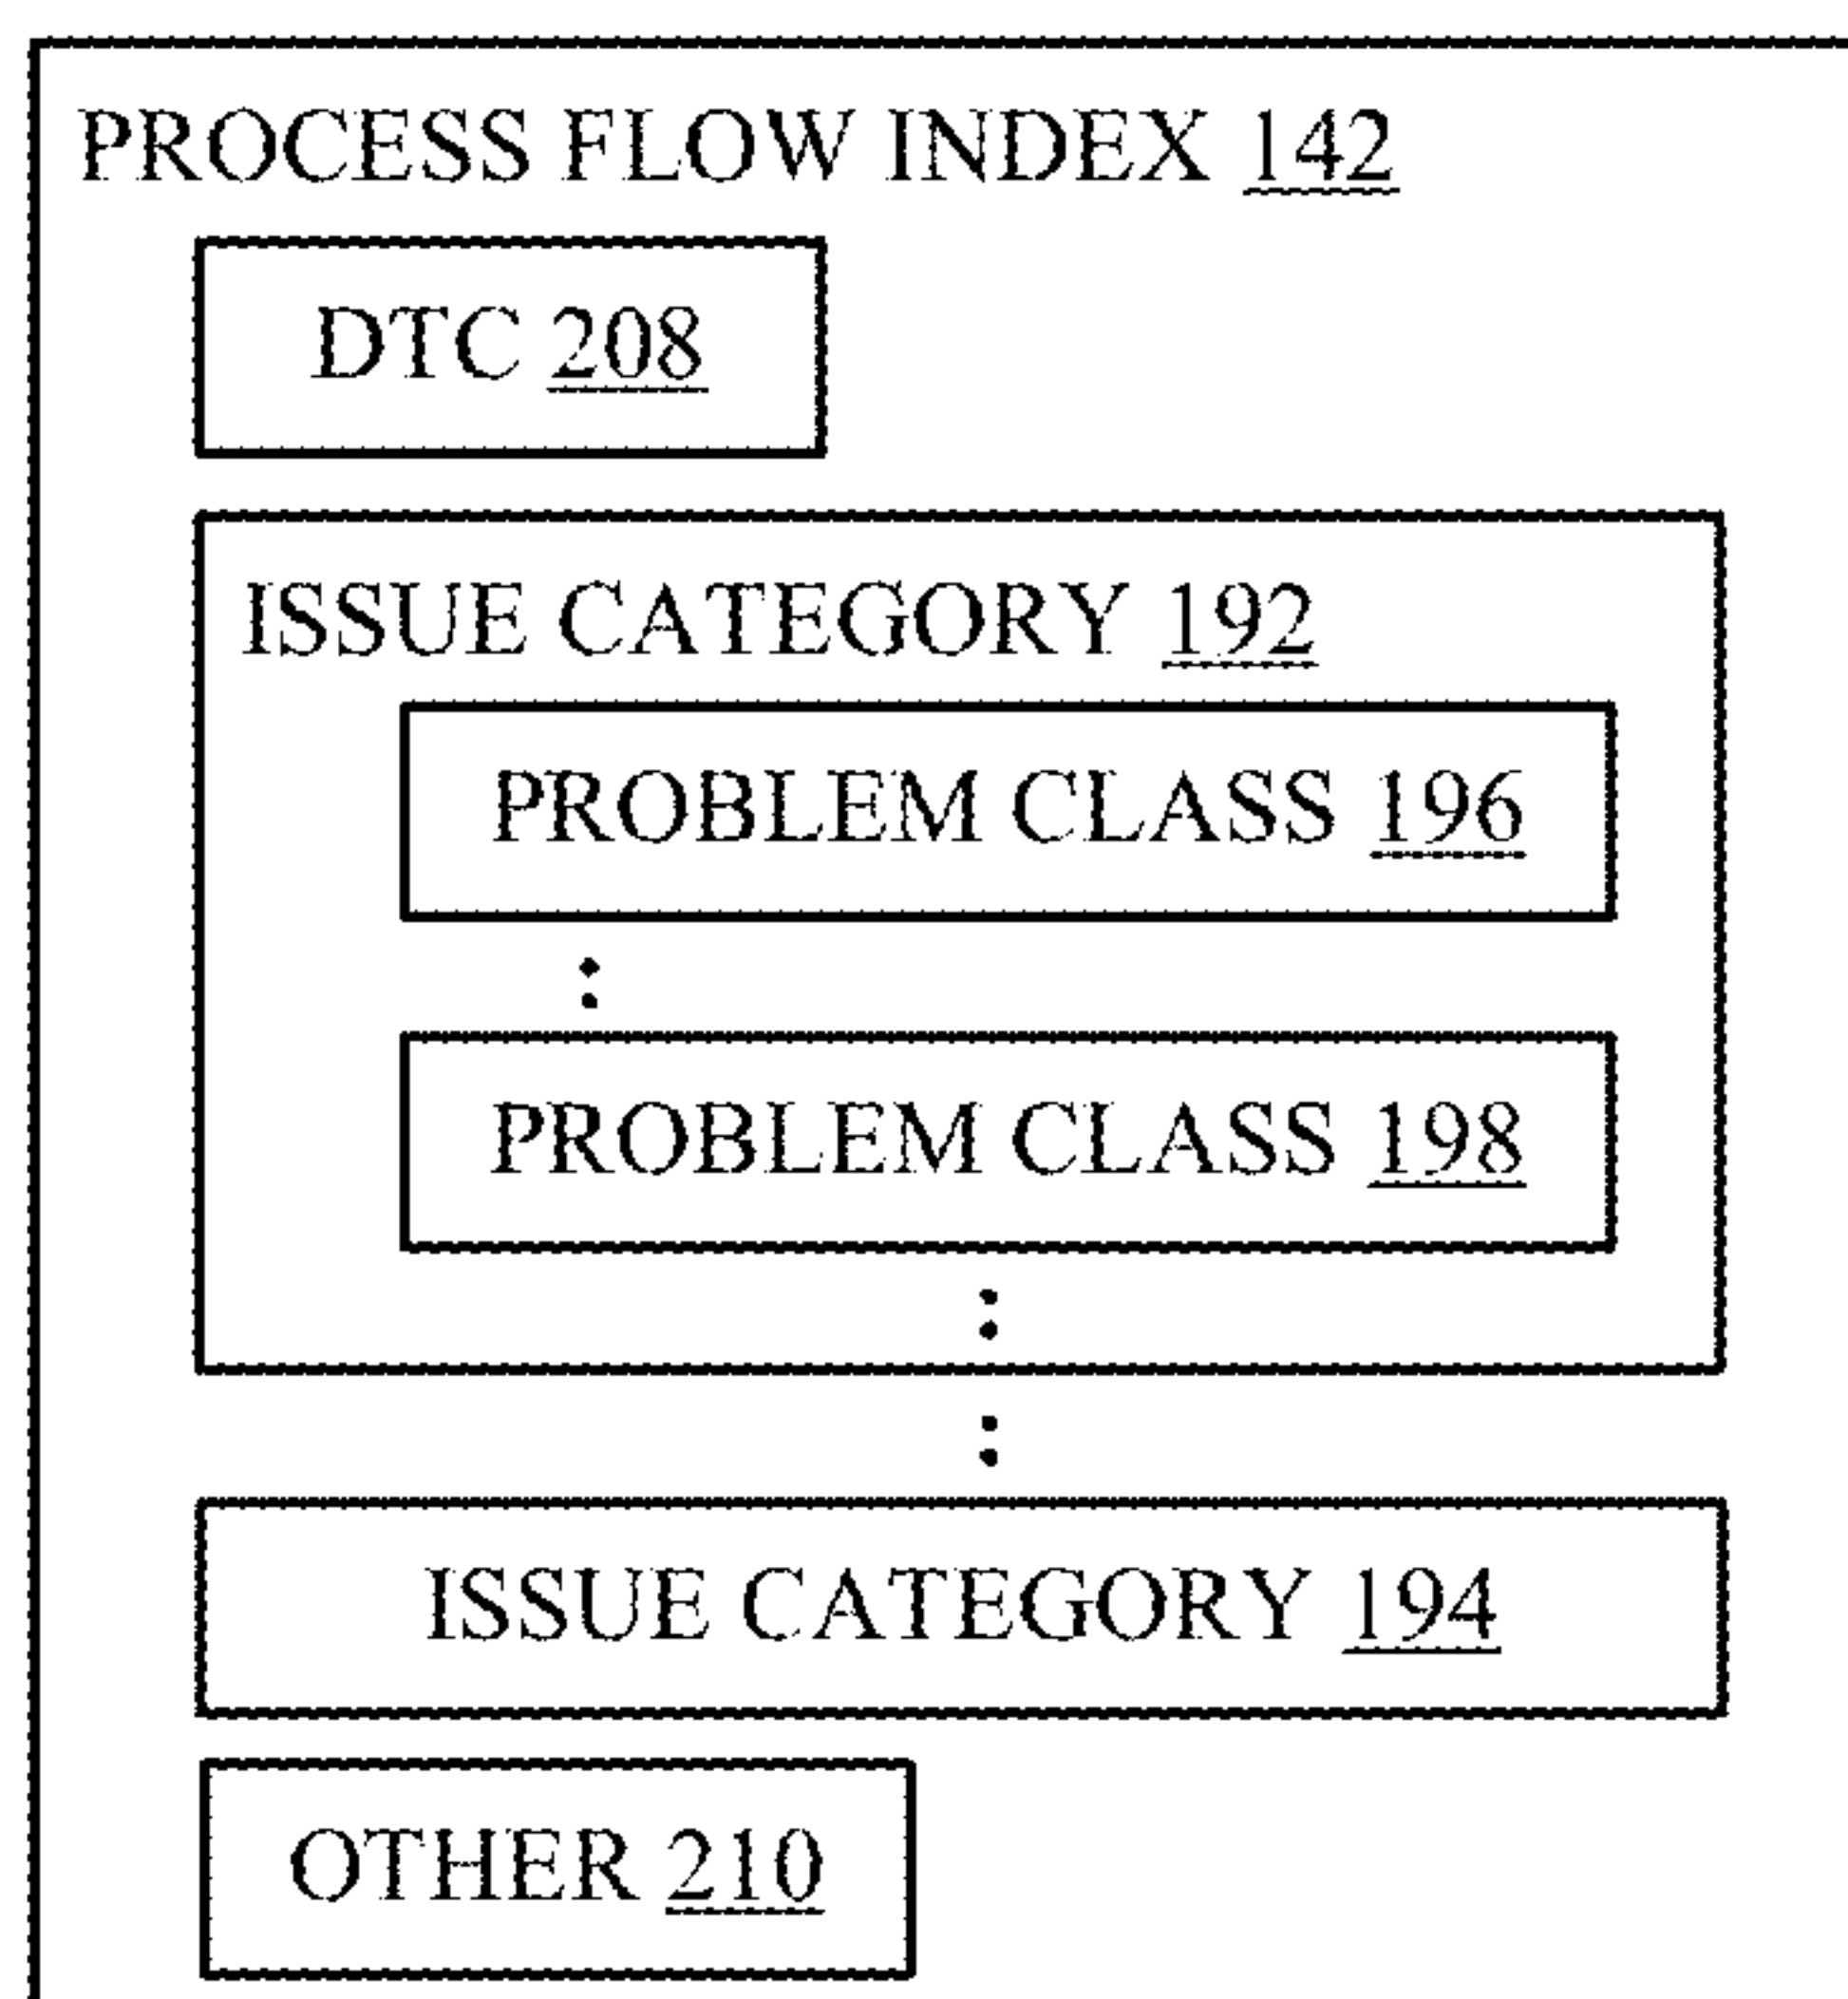 PROCESS FLOW INDEX 142
DTC 208
ISSUE CATEGORY 192
PROBLEM CLASS 196
PROBLEM CLASS 198
ISSUE CATEGORY 194
OTHER 210